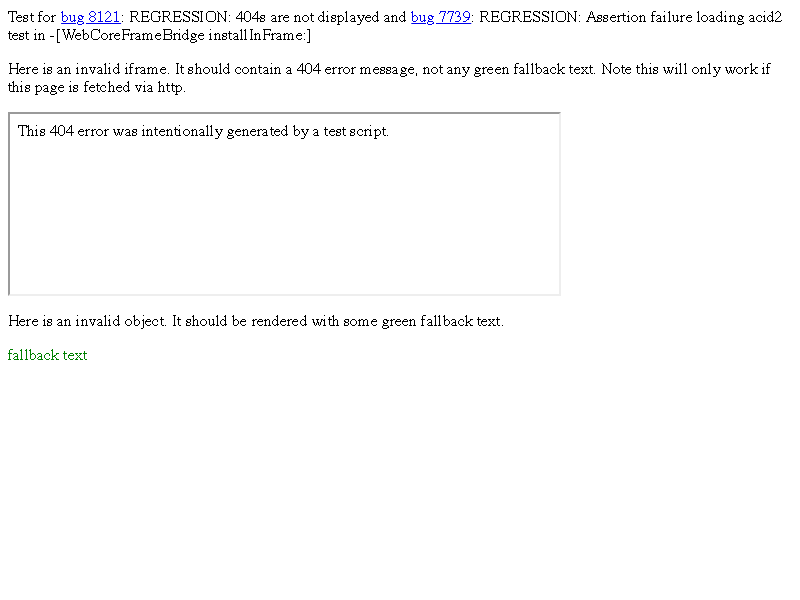 Test for bug 8121: REGRESSION: 404s are not displayed and bug 7739: REGRESSION: Assertion failure loading acid2
test in -[WebCoreFrameBridge installInFrame:]
Here is an invalid iframe. It should contain a 404 error message, not any green fallback text. Note this will only work if
this page is fetched via http.
This 404 error was intentionally generated by a test script.
Here is an invalid object. It should be rendered with some green fallback text.
fallback text